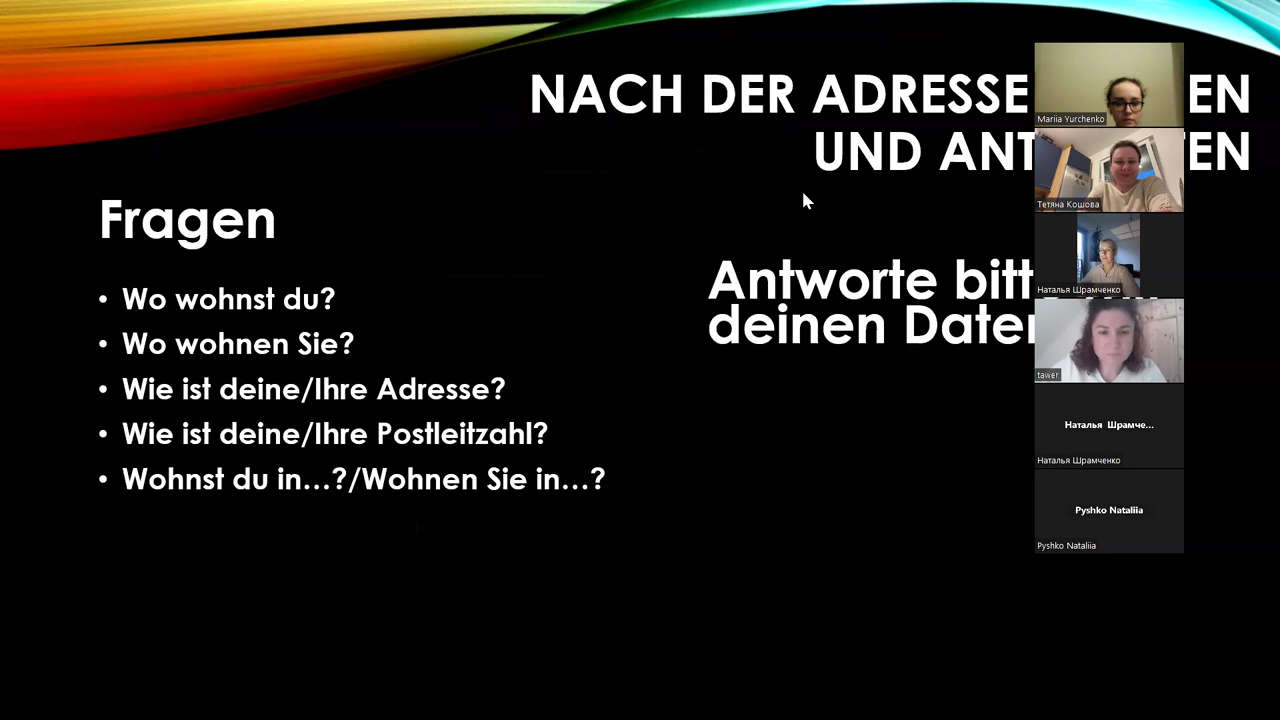 NACH DER ADRESSE EN
UND ANT TEN
Fragen
• Wo wohnst du?
• Wo wohnen Sie?
• Wie ist deine/Ihre Adresse?
• Wie ist deine/Ihre Postleitzahl?
• Wohnst du in...?/Wohnen Sie in...?
Antworte bitt
deinen Daten
Mariia Yurchenko
Тетяна Кошова
Наталья Шрамченко
tawer
Наталья Шрамче...
Наталья Шрамченко
Pyshko Nataliia
Pyshko Nataliia